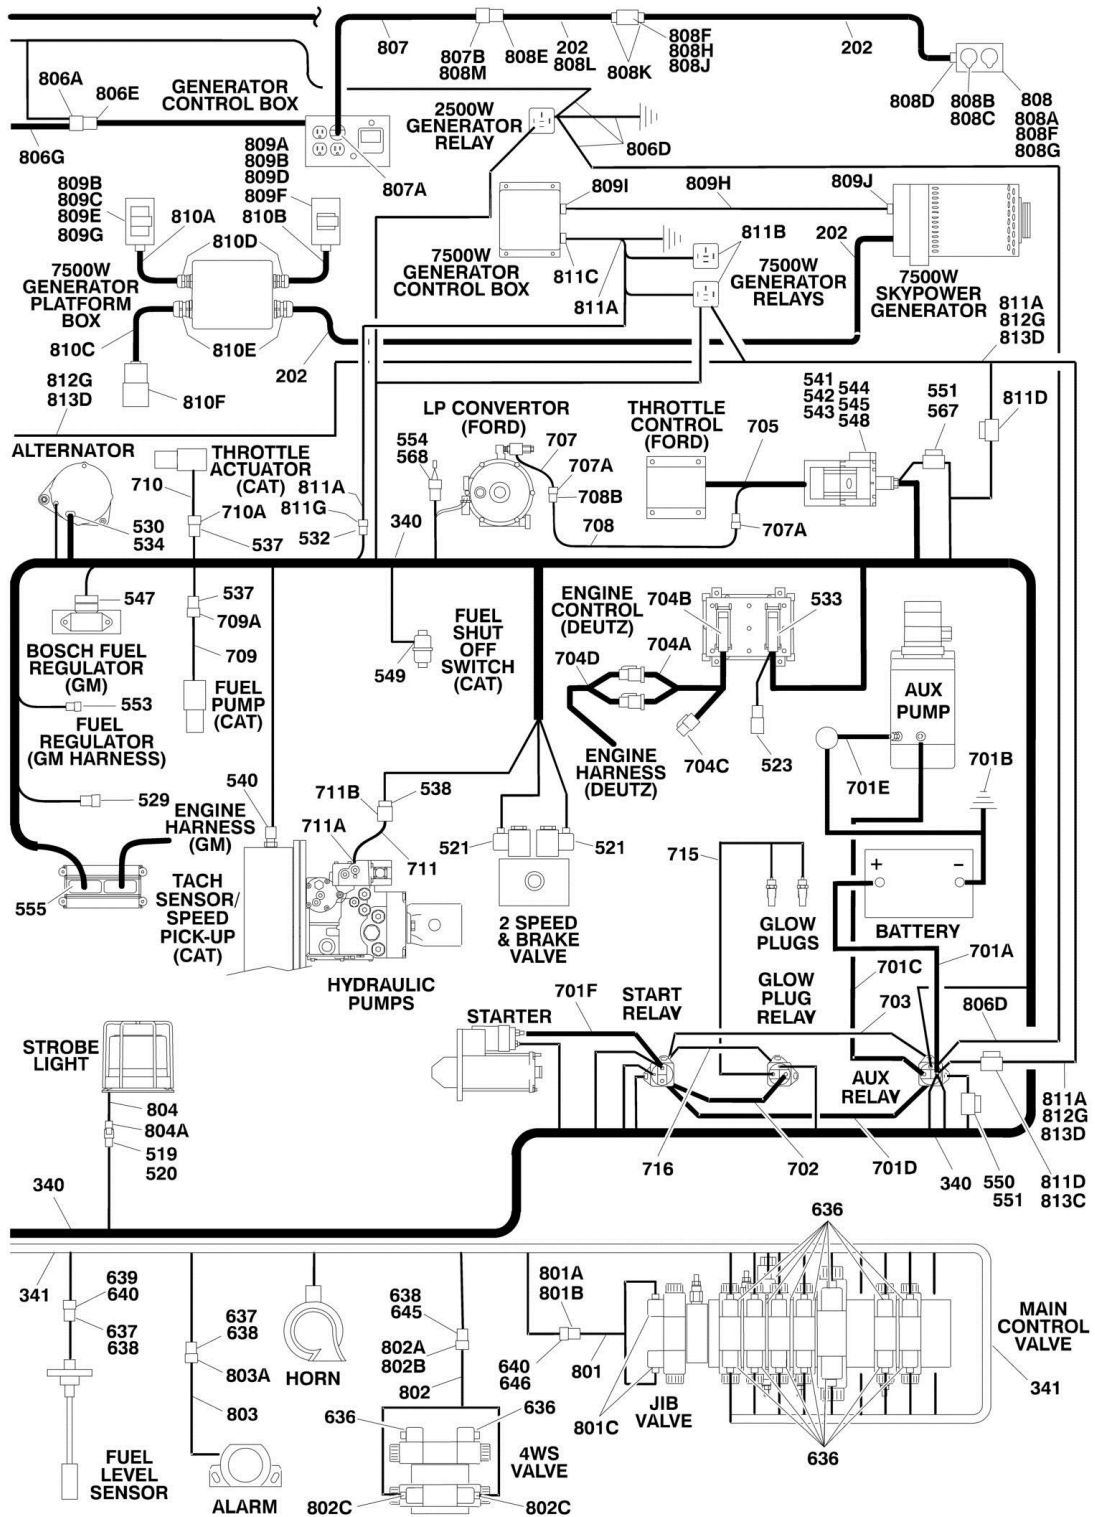 807
807B
808M
808E
202
808L
808K
808F
808H
808J
202
808D
808B
808C
808
808A
808F
808G
806A
806E
806G
GENERATOR
CONTROL BOX
809A
809B
809D
809F
810B
807A
2500W
GENERATOR
RELAY
806D
809B
809C
809E
809G
810A
810D
809I
809H
809J
7500W
GENERATOR
PLATFORM
BOX
810C
810E
202
810F
7500W
GENERATOR
CONTROL BOX
811C
811A
811B
7500W
GENERATOR
RELAYS
202
7500W
SKYPOWER
GENERATOR
811A
812G
813D
812G
813D
ALTERNATOR
530
534
710
THROTTLE
ACTUATOR
(CAT)
710A
537
811A
811G
532
340
554
568
LP CONVERTOR
(FORD)
707
707A
708B
708
THROTTLE
CONTROL
(FORD)
705
707A
541
542
543
544
545
548
551
567
811D
547
BOSCH FUEL
REGULATOR
(GM)
537
709A
709
FUEL
PUMP
(CAT)
553
FUEL
REGULATOR
(GM HARNESS)
529
549
FUEL
SHUT
OFF
SWITCH
(CAT)
ENGINE
CONTROL
(DEUTZ)
704B
533
704A
704D
704C
523
ENGINE
HARNESS
(DEUTZ)
AUX
PUMP
701E
701B
540
ENGINE
HARNESS
(GM)
555
TACH
SENSOR/
SPEED
PICK-UP
(CAT)
711B
538
711A
711
HYDRAULIC
PUMPS
521
521
2 SPEED
& BRAKE
VALVE
715
GLOW
PLUGS
+
–
BATTERY
701A
701C
703
806D
STROBE
LIGHT
804
804A
519
520
STARTER
701F
START
RELAY
GLOW
PLUG
RELAY
AUX
RELAY
811A
812G
813D
716
702
701D
340
550
551
811D
813C
340
341
639
640
637
638
FUEL
LEVEL
SENSOR
637
638
803A
803
ALARM
HORN
638
645
802A
802B
802
636
636
4WS
VALVE
802C
802C
801A
801B
640
646
801
801C
JIB
VALVE
636
636
MAIN
CONTROL
VALVE
341